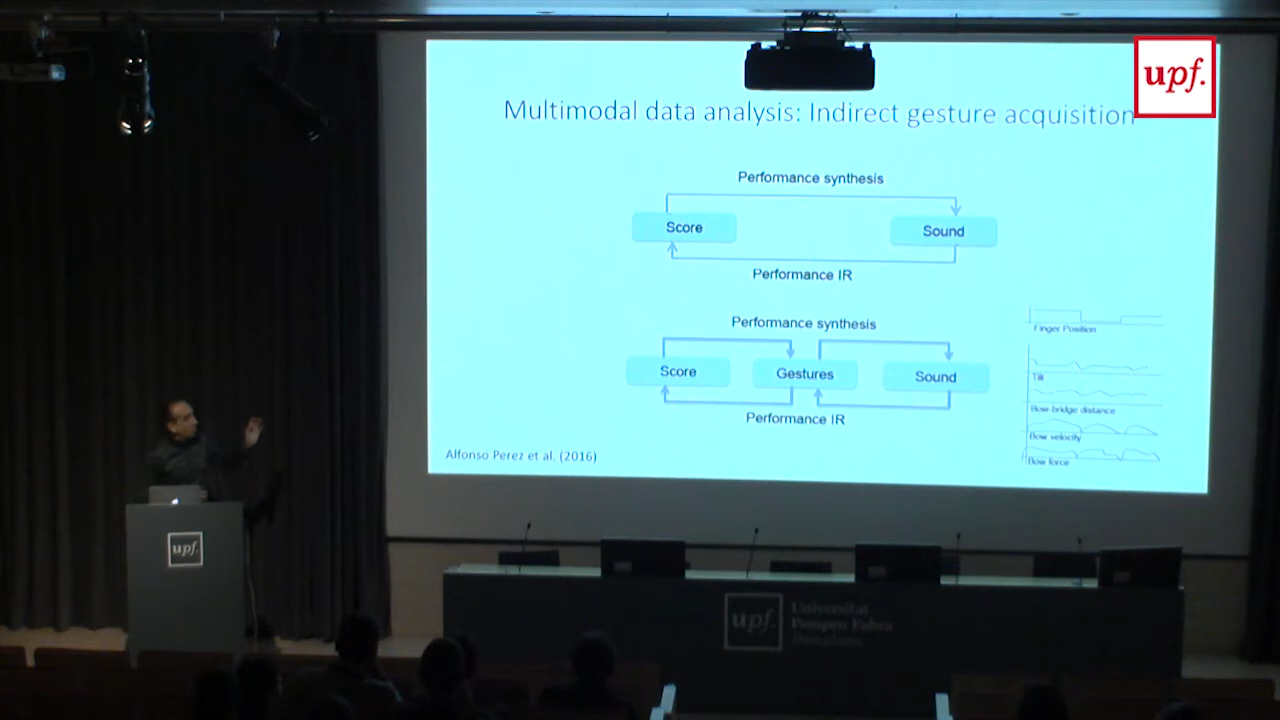 upf.
Multimodal data analysis: Indirect gesture acquisition
Performance synthesis
Score
Sound
Performance IR
Performance synthesis
Score
Gestures
Sound
Performance IR
Finger Position
Tilt
Bow-bridge distance
Bow velocity
Bow force
Alfonso Perez et al. (2016)
upf.
upf.
Universitat
Pompeu Fabra
Barcelona